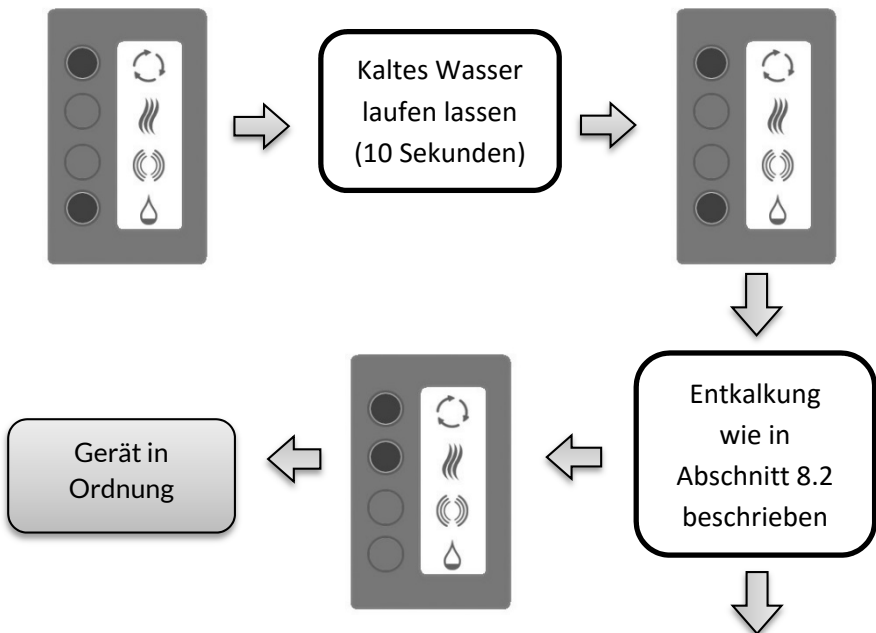 Kaltes Wasser
laufen lassen
(10 Sekunden)
Entkalkung
wie in
Abschnitt 8.2
beschrieben
Gerät in
Ordnung